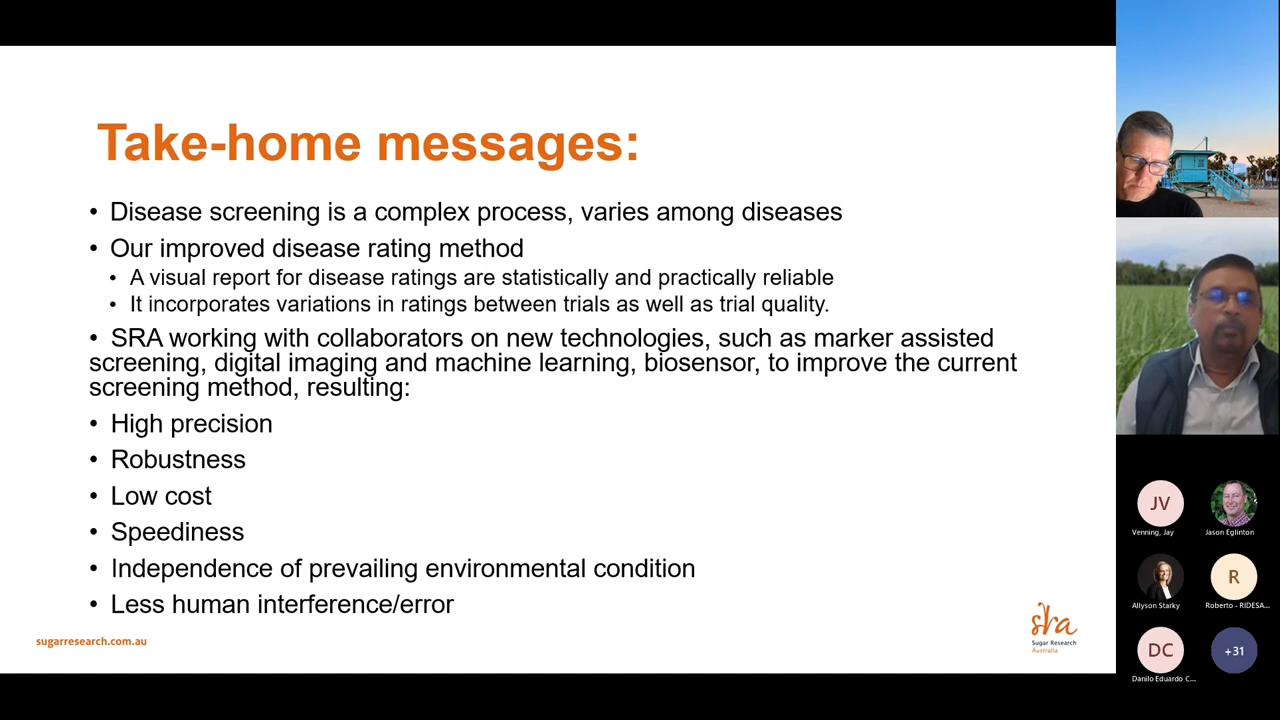 Take-home messages:
• Disease screening is a complex process, varies among diseases
• Our improved disease rating method
• A visual report for disease ratings are statistically and practically reliable
• It incorporates variations in ratings between trials as well as trial quality.
• SRA working with collaborators on new technologies, such as marker assisted
screening, digital imaging and machine learning, biosensor, to improve the current
screening method, resulting:
• High precision
• Robustness
• Low cost
• Speediness
• Independence of prevailing environmental condition
• Less human interference/error
sugarresearch.com.au
sra
Sugar Research
Australia
JV
Venning, Jay
Jason Eglinton
Allyson Starky
R
Roberto - RIDESA...
DC
Danilo Eduardo C...
+31